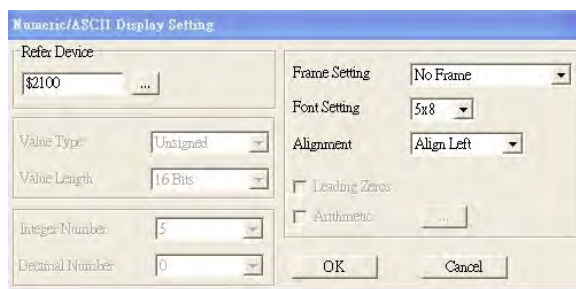 Numeric/ASCII Display Setting
Refer Device
$2100
...
Value Type
Unsigned
Value Length
16 Bits
Integer Number
5
Decimal Number
0
Frame Setting
No Frame
Font Setting
5x8
Alignment
Align Left
Leading Zeros
Arithmetic
...
OK
Cancel